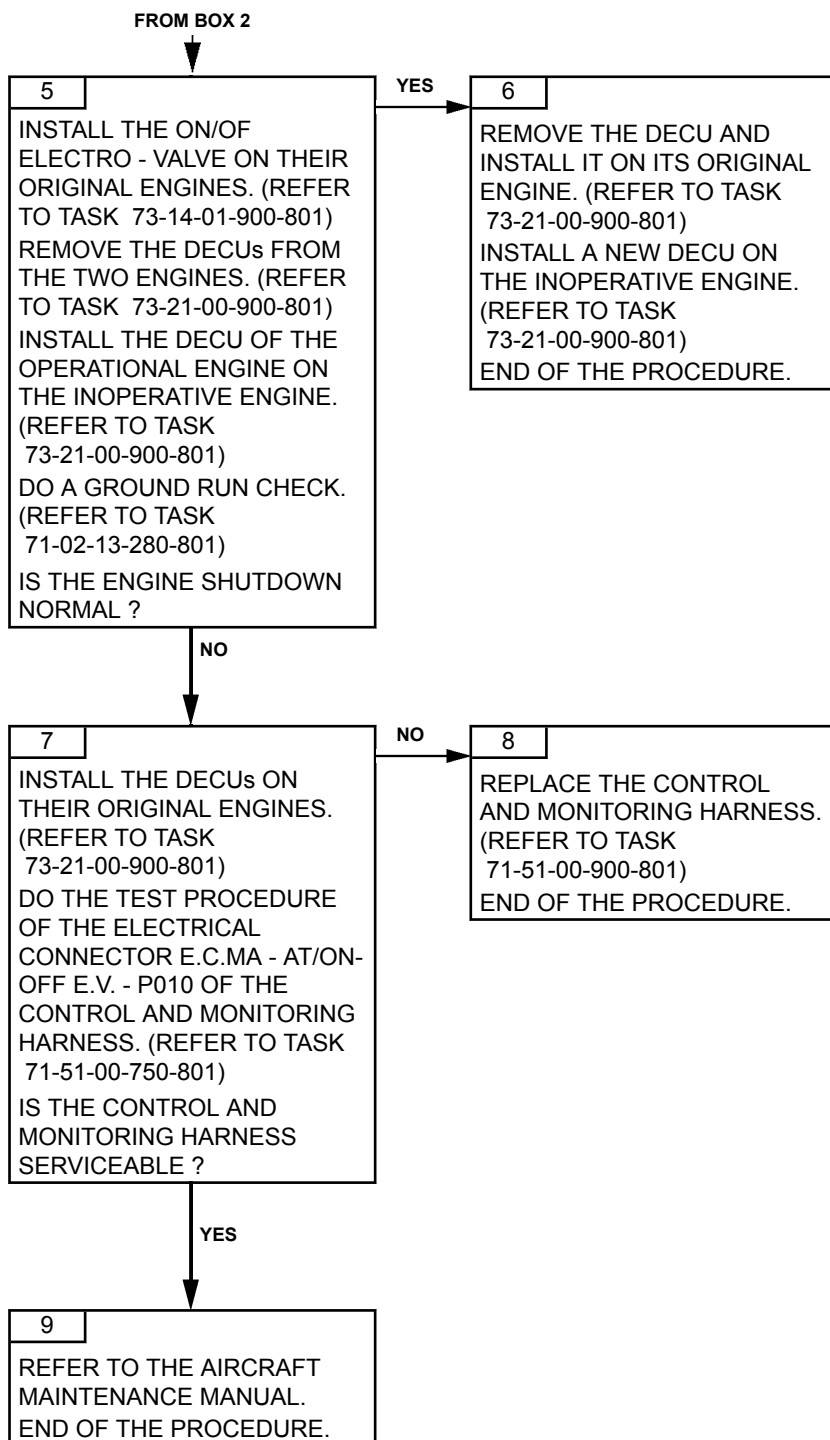 FROM BOX 2
5
INSTALL THE ON/OF
ELECTRO - VALVE ON THEIR
ORIGINAL ENGINES. (REFER
TO TASK 73-14-01-900-801)
REMOVE THE DECUs FROM
THE TWO ENGINES. (REFER
TO TASK 73-21-00-900-801)
INSTALL THE DECU OF THE
OPERATIONAL ENGINE ON
THE INOPERATIVE ENGINE.
(REFER TO TASK
73-21-00-900-801)
DO A GROUND RUN CHECK.
(REFER TO TASK
71-02-13-280-801)
IS THE ENGINE SHUTDOWN
NORMAL ?
YES
6
REMOVE THE DECU AND
INSTALL IT ON ITS ORIGINAL
ENGINE. (REFER TO TASK
73-21-00-900-801)
INSTALL A NEW DECU ON
THE INOPERATIVE ENGINE.
(REFER TO TASK
73-21-00-900-801)
END OF THE PROCEDURE.
NO
7
INSTALL THE DECUs ON
THEIR ORIGINAL ENGINES.
(REFER TO TASK
73-21-00-900-801)
DO THE TEST PROCEDURE
OF THE ELECTRICAL
CONNECTOR E.C.MA - AT/ON-
OFF E.V. - P010 OF THE
CONTROL AND MONITORING
HARNESS. (REFER TO TASK
71-51-00-750-801)
IS THE CONTROL AND
MONITORING HARNESS
SERVICEABLE ?
NO
8
REPLACE THE CONTROL
AND MONITORING HARNESS.
(REFER TO TASK
71-51-00-900-801)
END OF THE PROCEDURE.
YES
9
REFER TO THE AIRCRAFT
MAINTENANCE MANUAL.
END OF THE PROCEDURE.